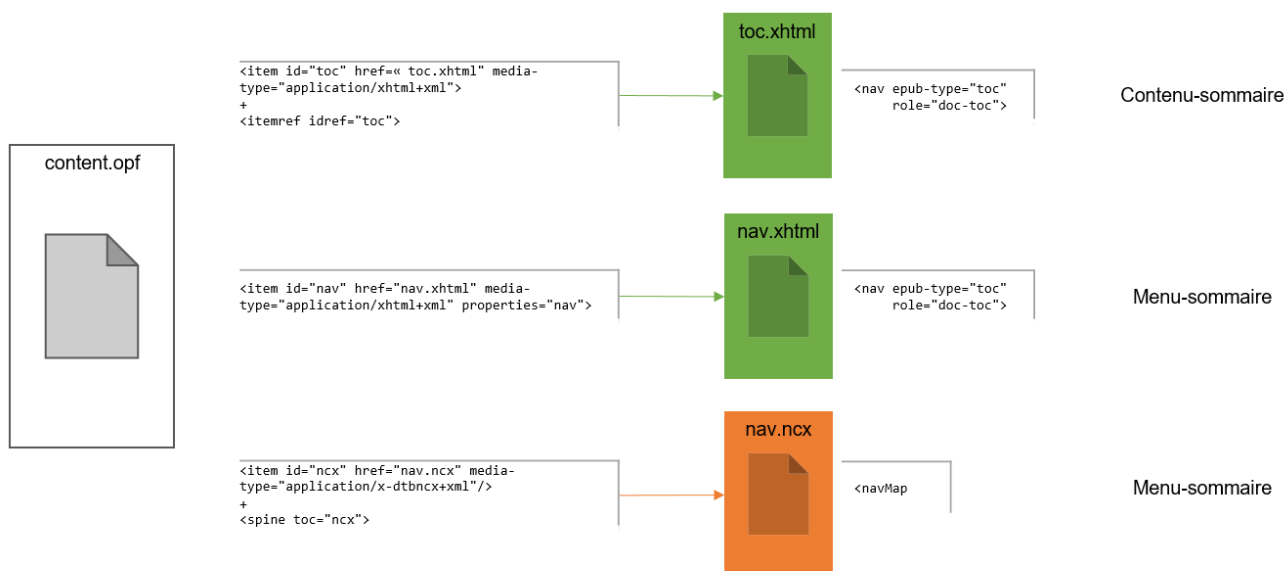 content.opf
<item id="toc" href=« toc.xhtml" media-
type="application/xhtml+xml">
+
<itemref idref="toc">
toc.xhtml
<nav epub-type="toc"
role="doc-toc">
Contenu-sommaire
<item id="nav" href="nav.xhtml" media-
type="application/xhtml+xml" properties="nav">
nav.xhtml
<nav epub-type="toc"
role="doc-toc">
Menu-sommaire
<item id="ncx" href="nav.ncx" media-
type="application/x-dtbncx+xml"/>
+
<spine toc="ncx">
nav.ncx
<navMap
Menu-sommaire